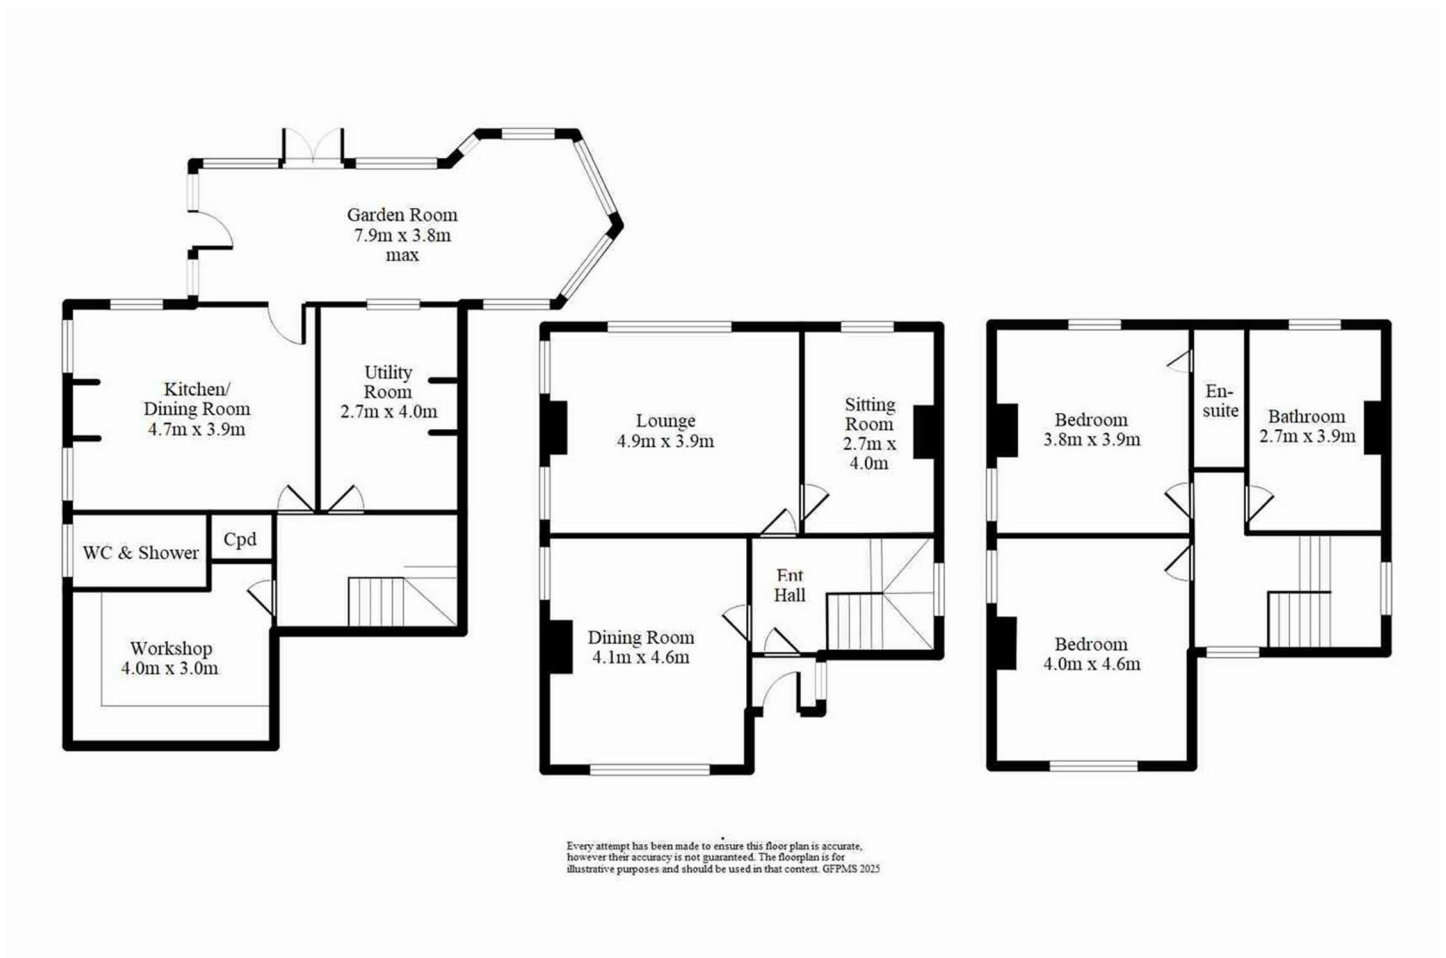 Garden Room
7.9m x 3.8m
max
Kitchen/
Dining Room
4.7m x 3.9m
Utility
Room
2.7m x 4.0m
WC & Shower
Cpd
Workshop
4.0m x 3.0m
Lounge
4.9m x 3.9m
Sitting
Room
2.7m x
4.0m
Ent
Hall
Dining Room
4.1m x 4.6m
Bedroom
3.8m x 3.9m
En-
suite
Bathroom
2.7m x 3.9m
Bedroom
4.0m x 4.6m
Every attempt has been made to ensure this floor plan is accurate,
however their accuracy is not guaranteed. The floorplan is for
illustrative purposes and should be used in that context. GFPMS 2025